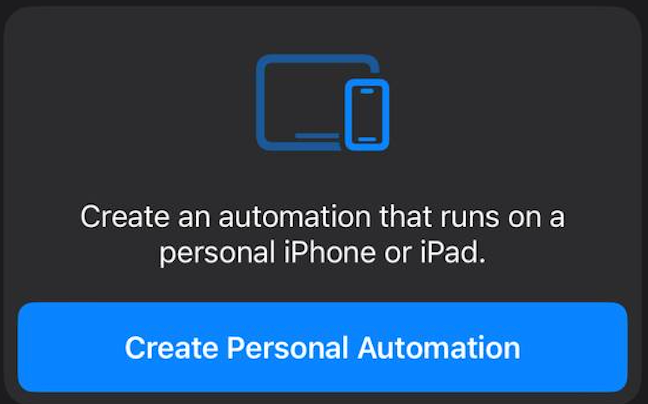 Create an automation that runs on a
personal iPhone or iPad.
Create Personal Automation